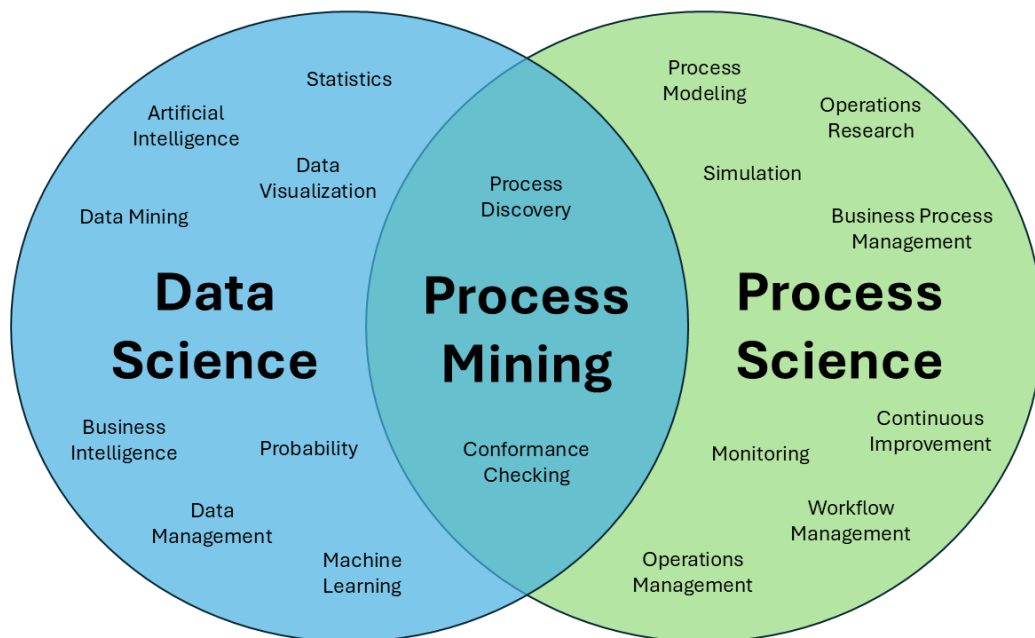 Statistics
Artificial
Intelligence
Data
Visualization
Data Mining
Data
Science
Business
Intelligence
Probability
Data
Management
Machine
Learning
Process
Discovery
Process
Mining
Conformance
Checking
Process
Modeling
Operations
Research
Simulation
Business Process
Management
Process
Science
Continuous
Improvement
Monitoring
Workflow
Management
Operations
Management